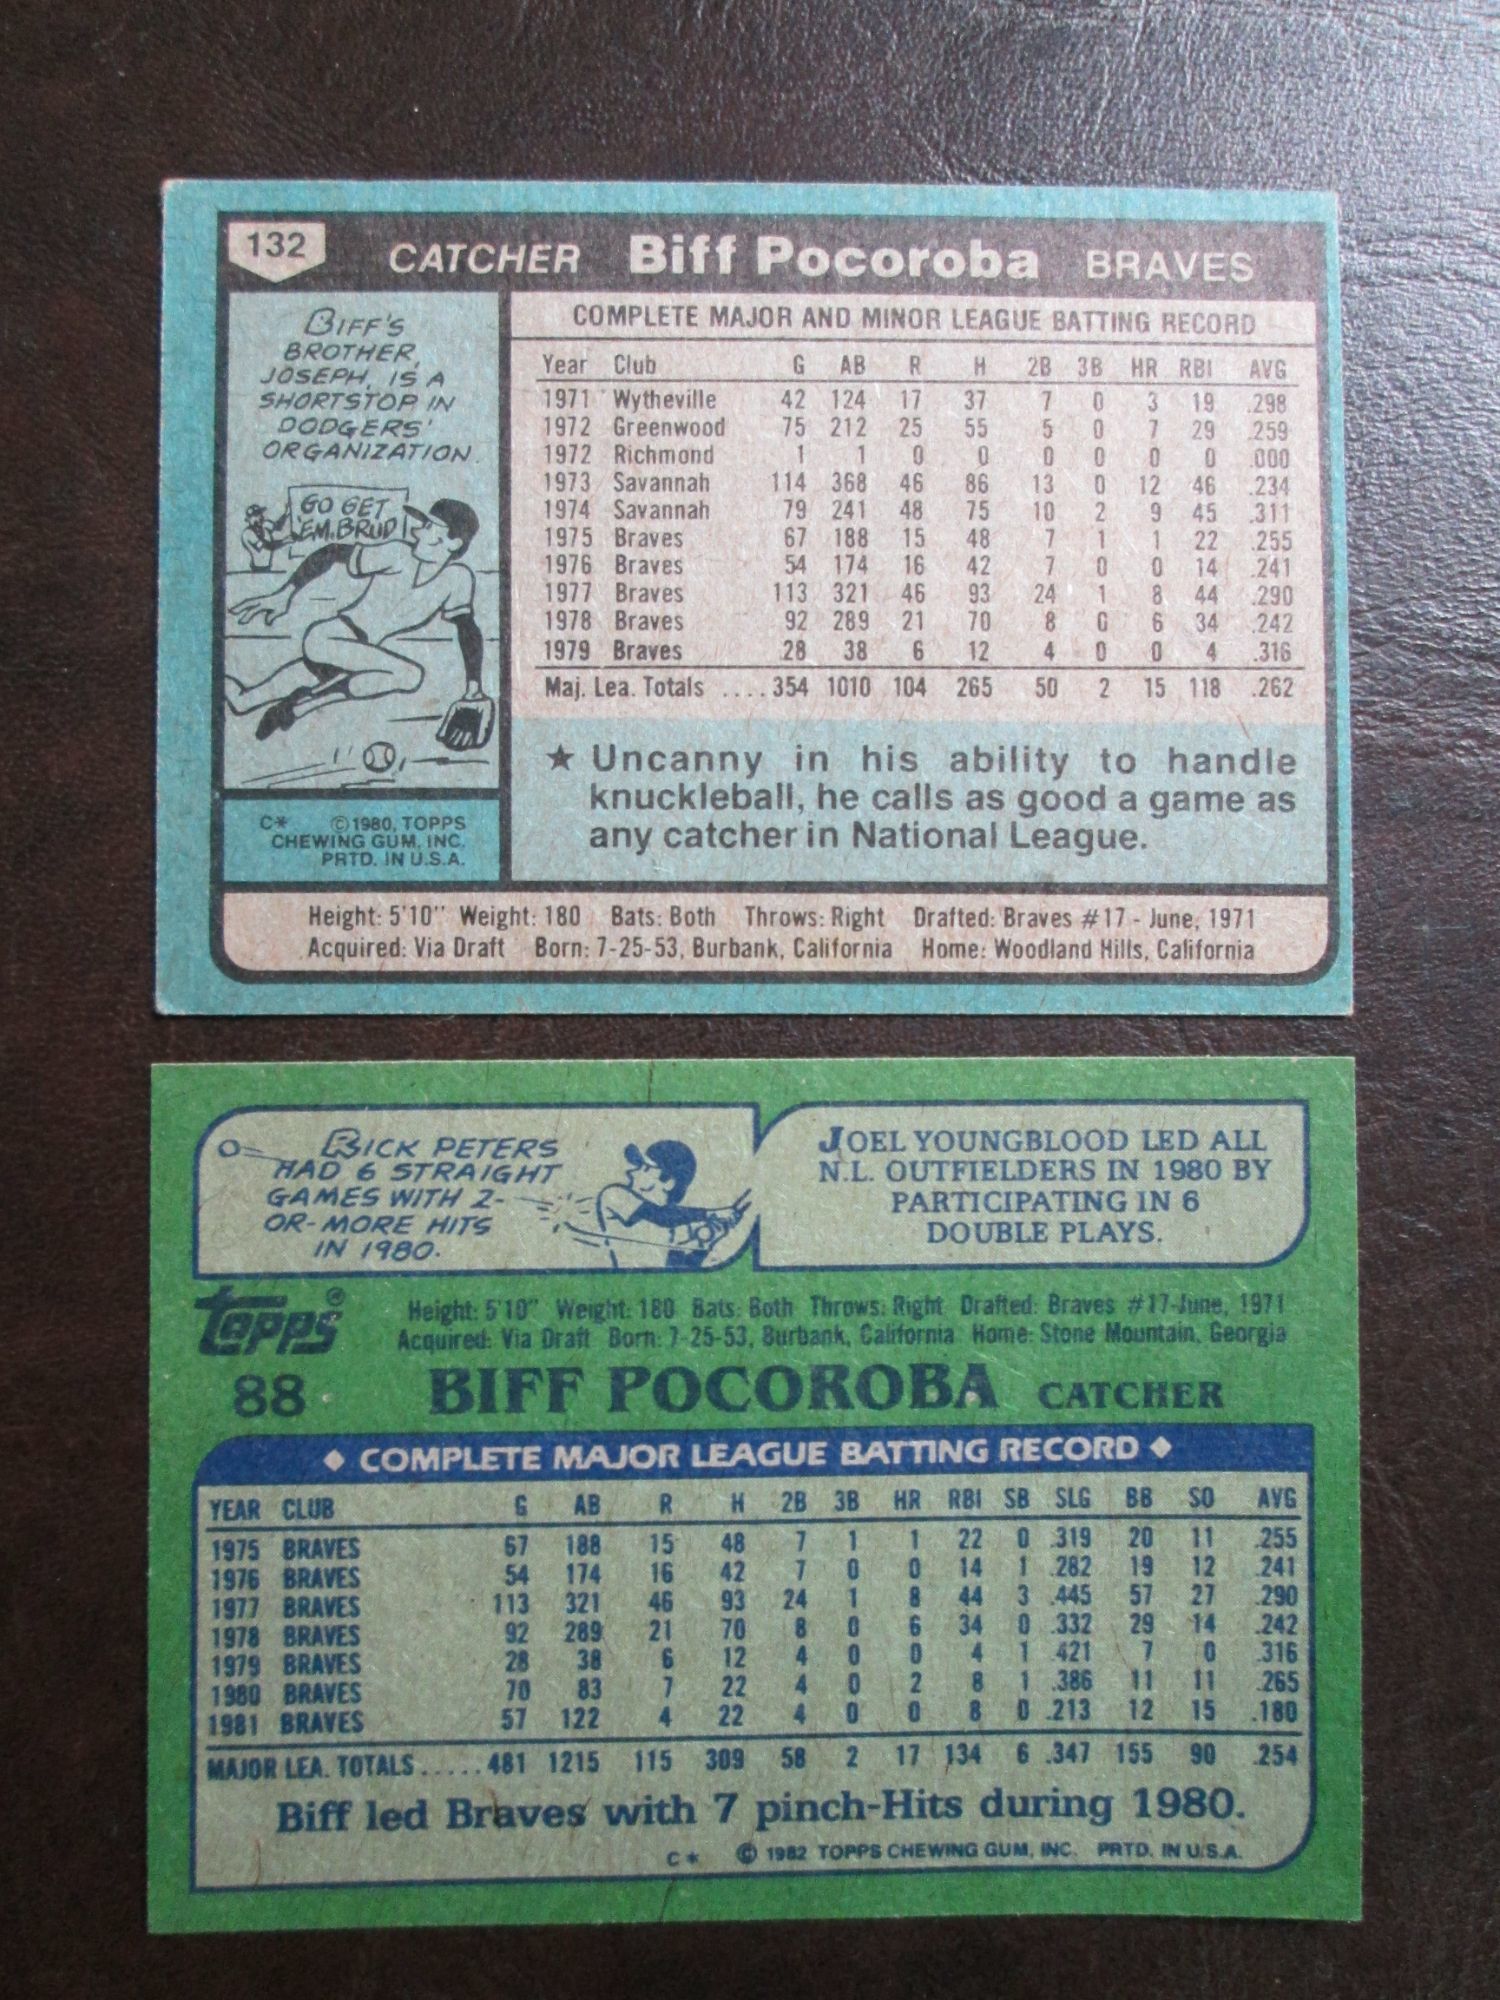 132 CATCHER Biff Pocoroba BRAVES
BIFF'S
BROTHER,
JOSEPH, IS A
SHORTSTOP IN
DODGERS'
ORGANIZATION.
GO GET
'EM, BRUD
C* ©1980, TOPPS
CHEWING GUM, INC.
PRTD. IN U.S.A.
COMPLETE MAJOR AND MINOR LEAGUE BATTING RECORD
Year Club G AB R H 2B 3B HR RBI AVG
1971 Wytheville 42 124 17 37 7 0 3 19 .298
1972 Greenwood 75 212 25 55 5 0 7 29 .259
1972 Richmond 1 1 0 0 0 0 0 0 .000
1973 Savannah 114 368 46 86 13 0 12 46 .234
1974 Savannah 79 241 48 75 10 2 9 45 .311
1975 Braves 67 188 15 48 7 1 1 22 .255
1976 Braves 54 174 16 42 7 0 0 14 .241
1977 Braves 113 321 46 93 24 1 8 44 .290
1978 Braves 92 289 21 70 8 0 6 34 .242
1979 Braves 28 38 6 12 4 0 0 4 .316
Maj. Lea. Totals ....354 1010 104 265 50 2 15 118 .262
★ Uncanny in his ability to handle
knuckleball, he calls as good a game as
any catcher in National League.
Height: 5'10" Weight: 180 Bats: Both Throws: Right Drafted: Braves #17 - June, 1971
Acquired: Via Draft Born: 7-25-53, Burbank, California Home: Woodland Hills, California
RICK PETERS
HAD 6 STRAIGHT
GAMES WITH 2-
OR-MORE HITS
IN 1980.
JOEL YOUNGBLOOD LED ALL
N.L. OUTFIELDERS IN 1980 BY
PARTICIPATING IN 6
DOUBLE PLAYS.
Topps®
Height: 5'10" Weight: 180 Bats: Both Throws: Right Drafted: Braves #17-June, 1971
Acquired: Via Draft Born: 7-25-53, Burbank, California Home: Stone Mountain, Georgia
88 BIFF POCOROBA CATCHER
◆ COMPLETE MAJOR LEAGUE BATTING RECORD ◆
YEAR CLUB G AB R H 2B 3B HR RBI SB SLG BB SO AVG
1975 BRAVES 67 188 15 48 7 1 1 22 0 .319 20 11 .255
1976 BRAVES 54 174 16 42 7 0 0 14 1 .282 19 12 .241
1977 BRAVES 113 321 46 93 24 1 8 44 3 .445 57 27 .290
1978 BRAVES 92 289 21 70 8 0 6 34 0 .332 29 14 .242
1979 BRAVES 28 38 6 12 4 0 0 4 1 .421 7 0 .316
1980 BRAVES 70 83 7 22 4 0 2 8 1 .386 11 11 .265
1981 BRAVES 57 122 4 22 4 0 0 8 0 .213 12 15 .180
MAJOR LEA. TOTALS.....481 1215 115 309 58 2 17 134 6 .347 155 90 .254
Biff led Braves with 7 pinch-Hits during 1980.
C* © 1982 TOPPS CHEWING GUM, INC. PRTD. IN U.S.A.